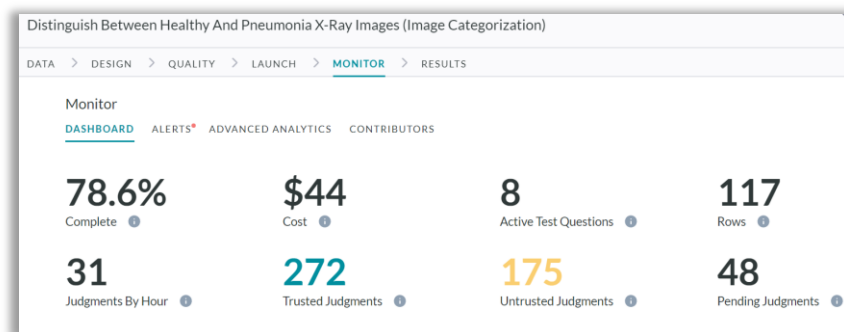 Distinguish Between Healthy And Pneumonia X-Ray Images (Image Categorization)
DATA > DESIGN > QUALITY > LAUNCH > MONITOR > RESULTS
Monitor
DASHBOARD ALERTS ADVANCED ANALYTICS CONTRIBUTORS
78.6% $44 8 117
Complete Cost Active Test Questions Rows
31 272 175 48
Judgments By Hour Trusted Judgments Untrusted Judgments Pending Judgments